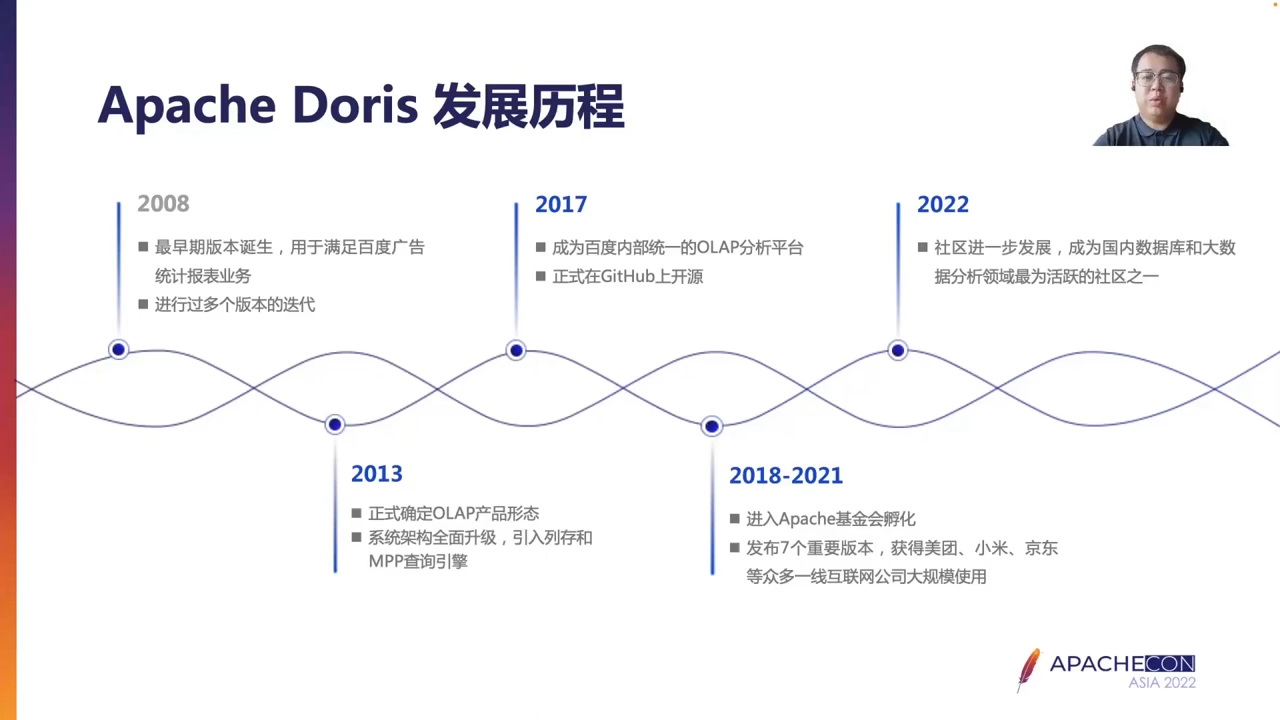 Apache Doris 发展历程
2008
■ 最早期版本诞生，用于满足百度广告
统计报表业务
■ 进行过多个版本的迭代
2017
■ 成为百度内部统一的OLAP分析平台
■ 正式在GitHub上开源
2022
■ 社区进一步发展，成为国内数据库和大数
据分析领域最为活跃的社区之一
2013
■ 正式确定OLAP产品形态
■ 系统架构全面升级，引入列存和
MPP查询引擎
2018-2021
■ 进入Apache基金会孵化
■ 发布7个重要版本，获得美团、小米、京东
等众多一线互联网公司大规模使用
APACHECON
ASIA 2022